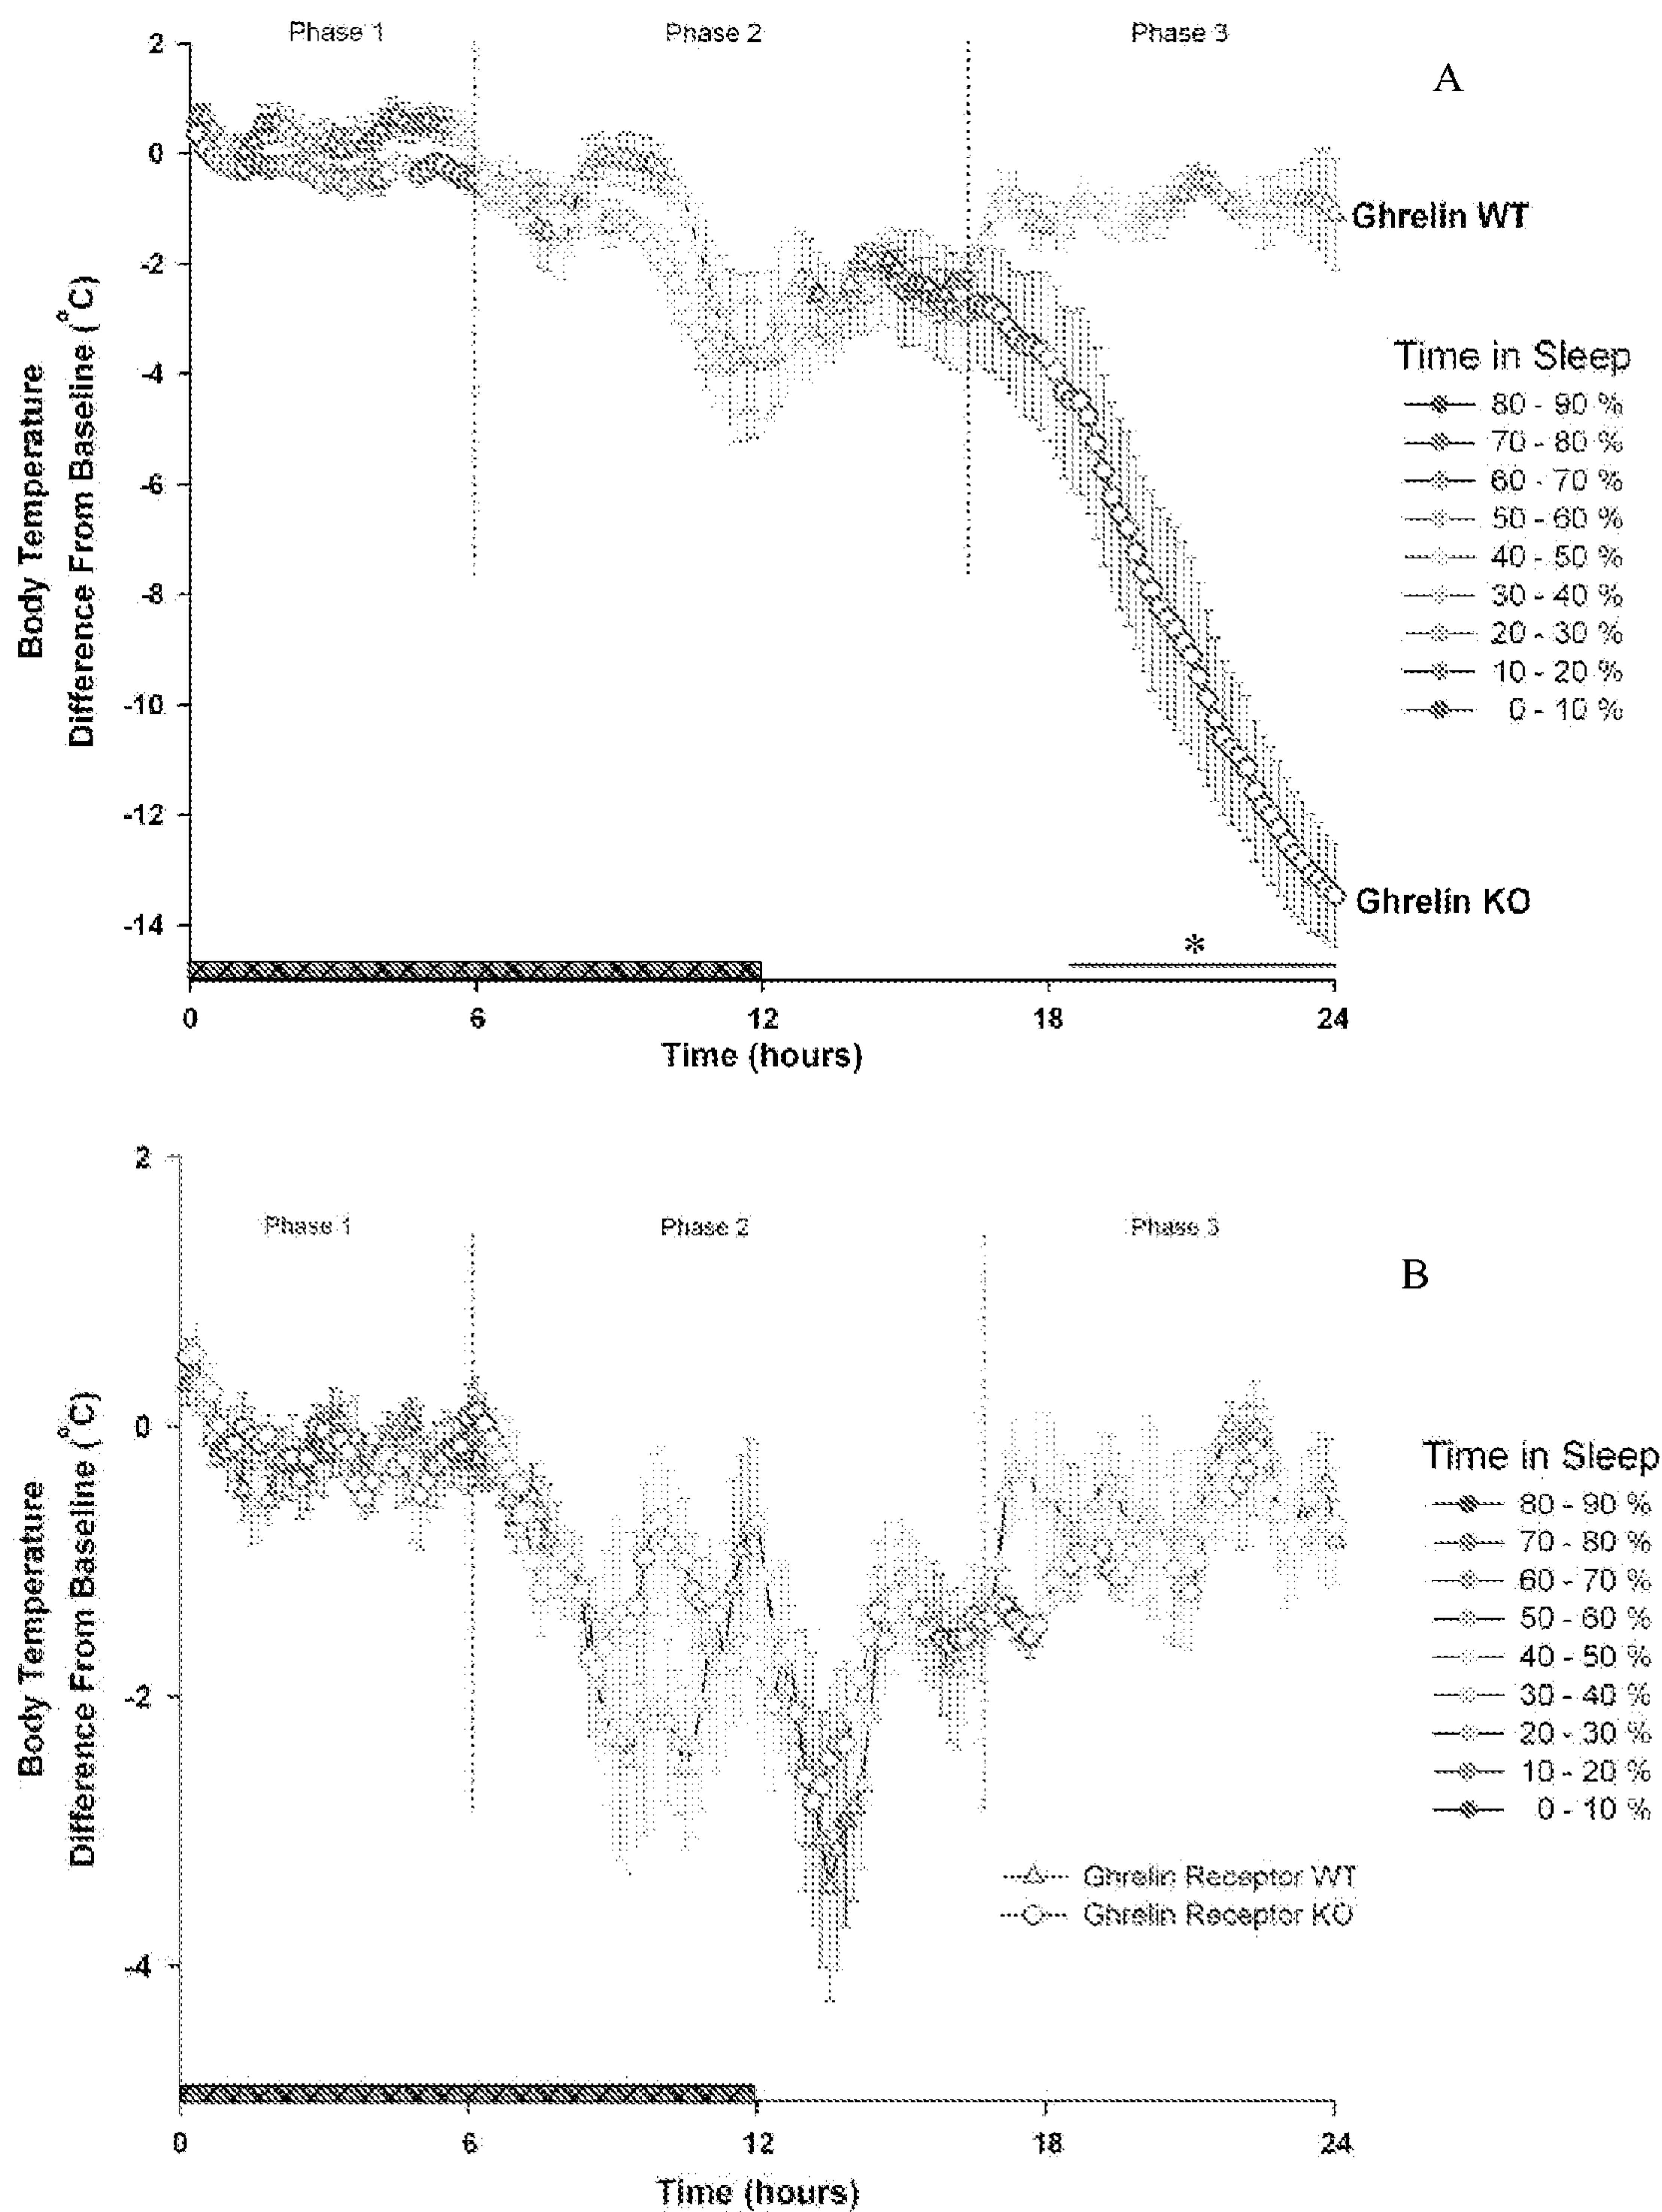 Phase 1 Phase 2 Phase 3
A
2
0
-2
-4
-6
-8
-10
-12
-14
Body Temperature
Difference From Baseline (°C)
Ghrelin WT
Time in Sleep
80 - 90 %
70 - 80 %
60 - 70 %
50 - 60 %
40 - 50 %
30 - 40 %
20 - 30 %
10 - 20 %
0 - 10 %
Ghrelin KO
*
0 6 12 18 24
Time (hours)
2
0
-2
-4
Phase 1 Phase 2 Phase 3
B
Body Temperature
Difference From Baseline (°C)
Time in Sleep
80 - 90 %
70 - 80 %
60 - 70 %
50 - 60 %
40 - 50 %
30 - 40 %
20 - 30 %
10 - 20 %
0 - 10 %
Ghrelin Receptor WT
Ghrelin Receptor KO
0 6 12 18 24
Time (hours)